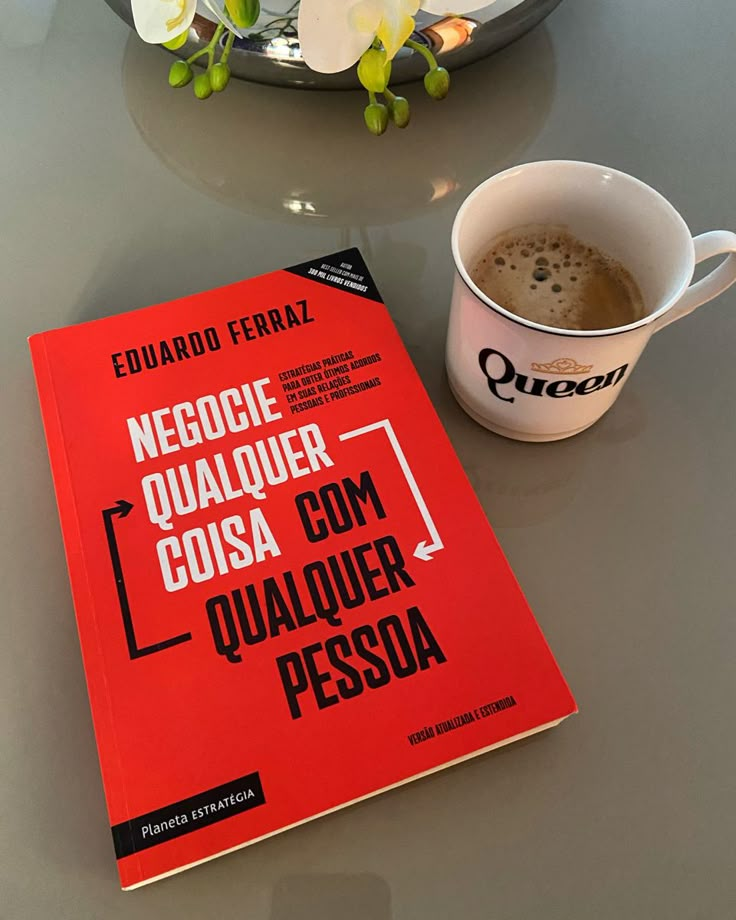 AUTOR
BEST-SELLER COM MAIS DE
300 MIL LIVROS VENDIDOS
EDUARDO FERRAZ
ESTRATÉGIAS PRÁTICAS
PARA OBTER ÓTIMOS ACORDOS
EM SUAS RELAÇÕES
PESSOAIS E PROFISSIONAIS
NEGOCIE
QUALQUER
COISA COM
QUALQUER
PESSOA
VERSÃO ATUALIZADA E ESTENDIDA
Planeta ESTRATÉGIA
Queen